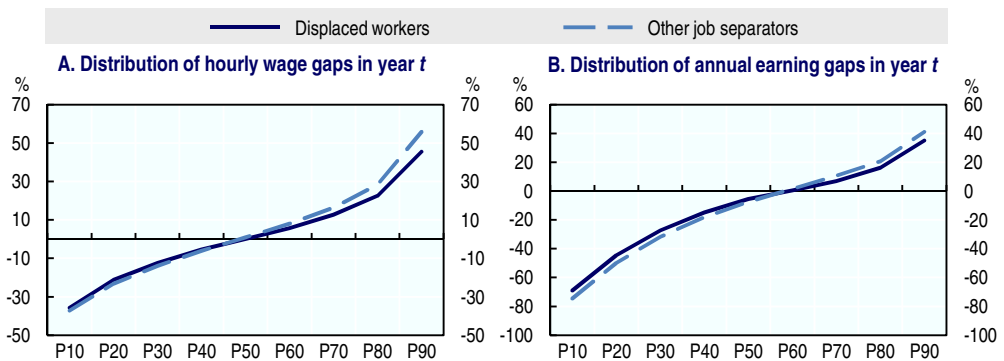 Displaced workers Other job separators
A. Distribution of hourly wage gaps in year t
B. Distribution of annual earning gaps in year t
% % % %
70 70 60 60
50 50 40 40
30 30 20 20
10 10 0 0
-10 -10 -20 -20
-30 -30 -40 -40
-50 -50 -60 -60
-80 -80
-100 -100
P10 P20 P30 P40 P50 P60 P70 P80 P90
P10 P20 P30 P40 P50 P60 P70 P80 P90